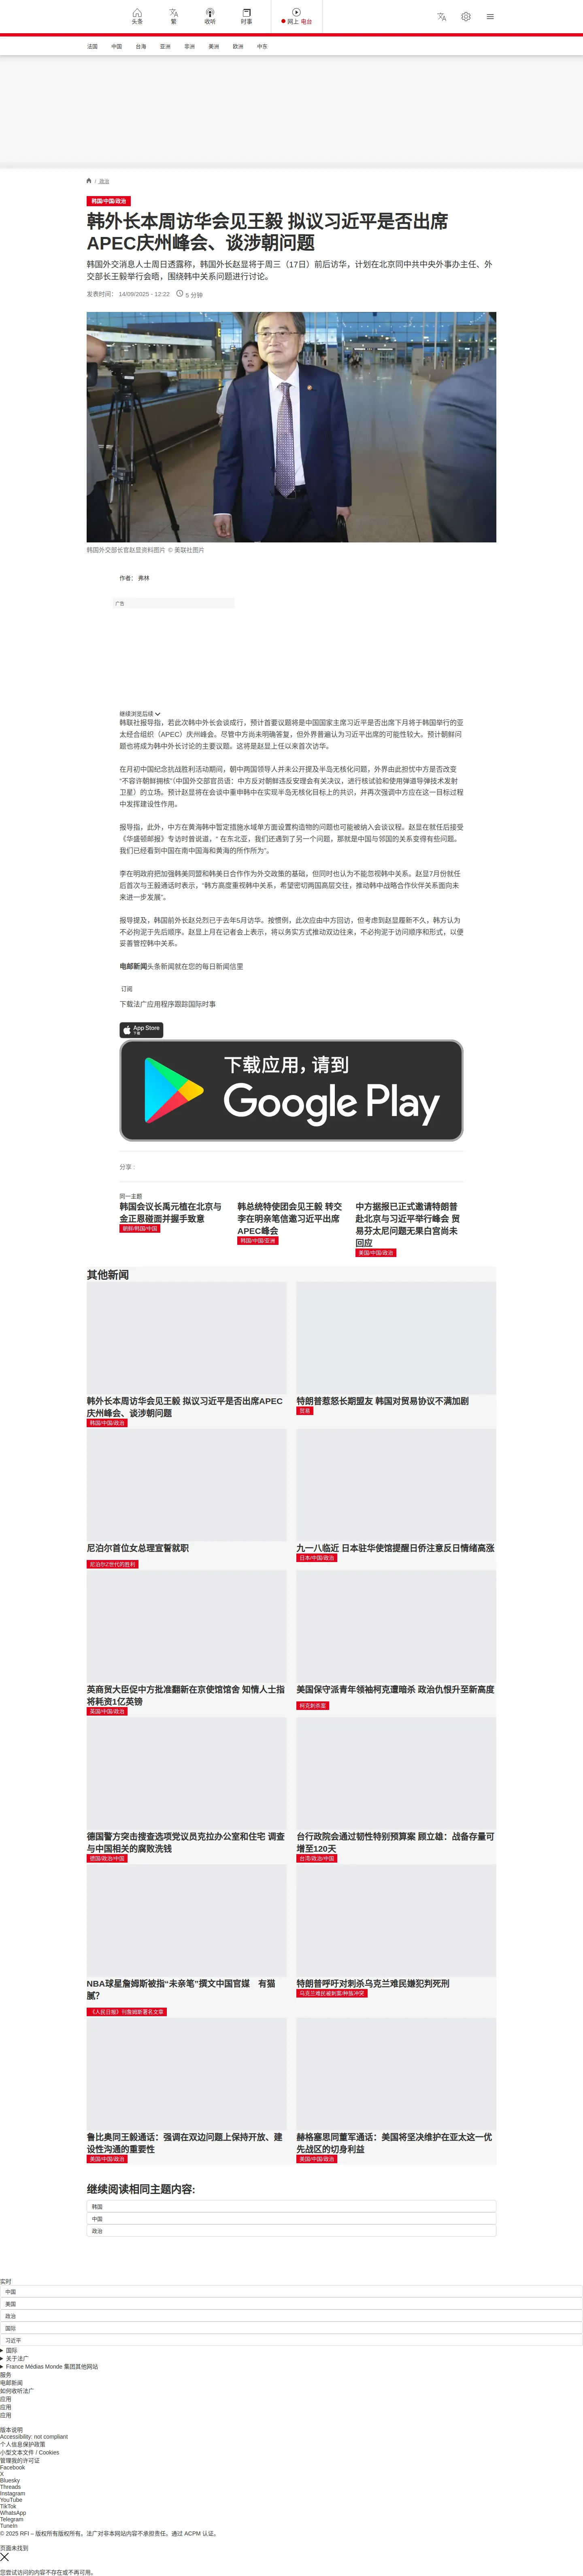 头条
繁
收听
时事
网上 电台
法国
中国
台海
亚洲
非洲
美洲
欧洲
中东
/ 政治
韩国/中国/政治
韩外长本周访华会见王毅 拟议习近平是否出席
APEC庆州峰会、谈涉朝问题
韩国外交消息人士周日透露称，韩国外长赵显将于周三（17日）前后访华，计划在北京同中共中央外事办主任、外
交部长王毅举行会晤，围绕韩中关系问题进行讨论。
发表时间： 14/09/2025 - 12:22
5 分钟
韩国外交部长官赵显资料图片 © 美联社图片
作者： 弗林
广告
继续浏览后续
韩联社报导指，若此次韩中外长会谈成行，预计首要议题将是中国国家主席习近平是否出席下月将于韩国举行的亚
太经合组织（APEC）庆州峰会。尽管中方尚未明确答复，但外界普遍认为习近平出席的可能性较大。预计朝鲜问
题也将成为韩中外长讨论的主要议题。这将是赵显上任以来首次访华。
在月初中国纪念抗战胜利活动期间，朝中两国领导人并未公开提及半岛无核化问题，外界由此担忧中方是否改变
“不容许朝鲜拥核”（中国外交部官员语：中方反对朝鲜违反安理会有关决议，进行核试验和使用弹道导弹技术发射
卫星）的立场。预计赵显将在会谈中重申韩中在实现半岛无核化目标上的共识，并再次强调中方应在这一目标过程
中发挥建设性作用。
报导指，此外，中方在黄海韩中暂定措施水域单方面设置构造物的问题也可能被纳入会谈议程。赵显在就任后接受
《华盛顿邮报》专访时曾说道，“ 在东北亚，我们还遇到了另一个问题，那就是中国与邻国的关系变得有些问题。
我们已经看到中国在南中国海和黄海的所作所为”。
李在明政府把加强韩美同盟和韩美日合作作为外交政策的基础，但同时也认为不能忽视韩中关系。赵显7月份就任
后首次与王毅通话时表示，“韩方高度重视韩中关系，希望密切两国高层交往，推动韩中战略合作伙伴关系面向未
来进一步发展”。
报导提及，韩国前外长赵兑烈已于去年5月访华。按惯例，此次应由中方回访，但考虑到赵显履新不久，韩方认为
不必拘泥于先后顺序。赵显上月在记者会上表示，将以务实方式推动双边往来，不必拘泥于访问顺序和形式，以便
妥善管控韩中关系。
电邮新闻头条新闻就在您的每日新闻信里
订阅
下载法广应用程序跟踪国际时事
App Store
下载
下载应用，请到
Google Play
分享 :
同一主题
韩国会议长禹元植在北京与
金正恩碰面并握手致意
朝鲜/韩国/中国
韩总统特使团会见王毅 转交
李在明亲笔信邀习近平出席
APEC峰会
韩国/中国/亚洲
中方据报已正式邀请特朗普
赴北京与习近平举行峰会 贸
易芬太尼问题无果白宫尚未
回应
美国/中国/政治
其他新闻
韩外长本周访华会见王毅 拟议习近平是否出席APEC
庆州峰会、谈涉朝问题
韩国/中国/政治
特朗普惹怒长期盟友 韩国对贸易协议不满加剧
贸易
尼泊尔首位女总理宣誓就职
尼泊尔Z世代的胜利
九一八临近 日本驻华使馆提醒日侨注意反日情绪高涨
日本/中国/政治
英商贸大臣促中方批准翻新在京使馆馆舍 知情人士指
将耗资1亿英镑
英国/中国/政治
美国保守派青年领袖柯克遭暗杀 政治仇恨升至新高度
柯克刺杀案
德国警方突击搜查选项党议员克拉办公室和住宅 调查
与中国相关的腐败洗钱
德国/政治/中国
台行政院会通过韧性特别预算案 顾立雄：战备存量可
增至120天
台湾/政治/中国
NBA球星詹姆斯被指“未亲笔”撰文中国官媒　有猫
腻？
《人民日报》刊詹姆斯署名文章
特朗普呼吁对刺杀乌克兰难民嫌犯判死刑
乌克兰难民被刺案/种族冲突
鲁比奥同王毅通话：强调在双边问题上保持开放、建
设性沟通的重要性
美国/中国/政治
赫格塞思同董军通话：美国将坚决维护在亚太这一优
先战区的切身利益
美国/中国/政治
继续阅读相同主题内容:
韩国
中国
政治
实时
中国
美国
政治
国际
习近平
国际
关于法广
France Médias Monde 集团其他网站
服务
电邮新闻
如何收听法广
应用
应用
应用
版本说明
Accessibility: not compliant
个人信息保护政策
小型文本文件 / Cookies
管理我的许可证
Facebook
X
Bluesky
Threads
Instagram
YouTube
TikTok
WhatsApp
Telegram
TuneIn
© 2025 RFI – 版权所有版权所有。法广对非本网站内容不承担责任。通过 ACPM 认证。
页面未找到
您尝试访问的内容不存在或不再可用。